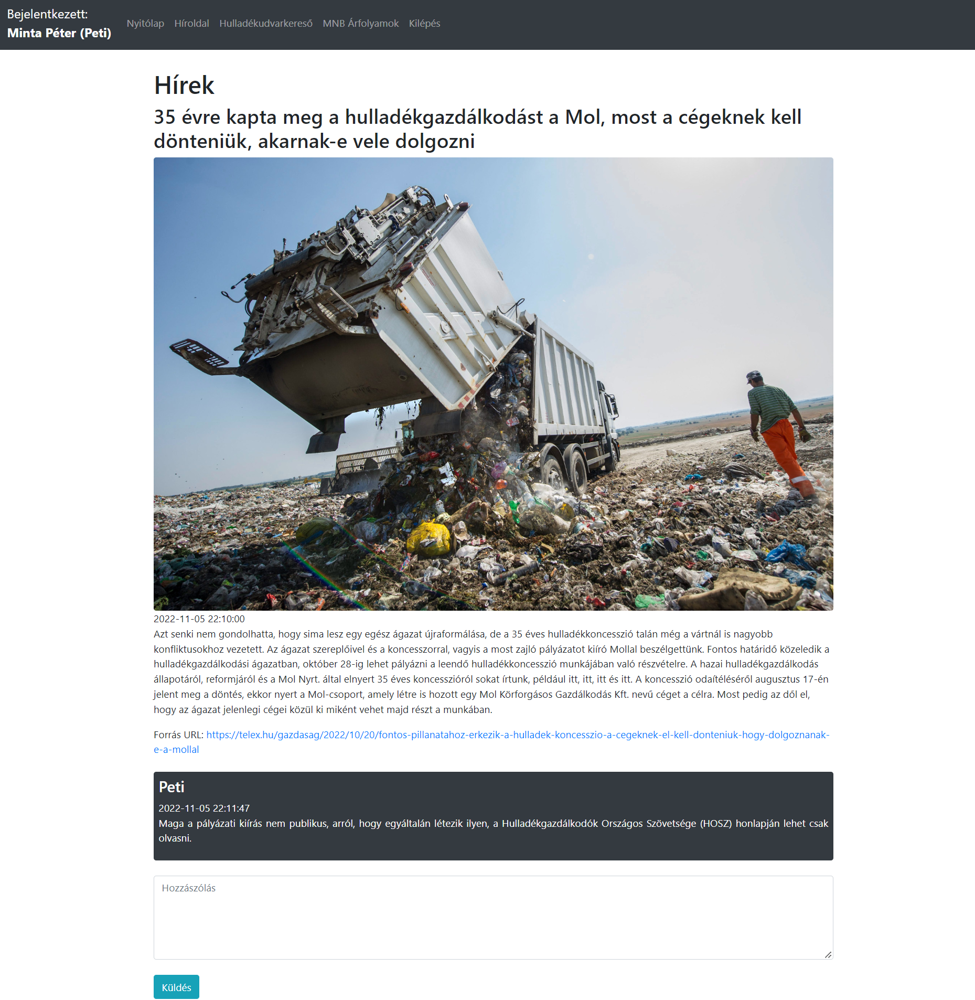 Bejelentkezett:
Minta Péter (Peti)
Nyitólap Híroldal Hulladékudvarkereső MNB Árfolyamok Kilépés
Hírek
35 évre kapta meg a hulladékgazdálkodást a Mol, most a cégeknek kell
dönteniük, akarnak-e vele dolgozni
2022-11-05 22:10:00
Azt senki nem gondolhatta, hogy sima lesz egy egész ágazat újraformálása, de a 35 éves hulladékkoncesszió talán még a vártnál is nagyobb
konfliktusokhoz vezetett. Az ágazat szereplőivel és a koncesszorral, vagyis a most zajló pályázatot kiíró Mollal beszélgettünk. Fontos határidő közeledik a
hulladékgazdálkodási ágazatban, október 28-ig lehet pályázni a leendő hulladékkoncesszió munkájában való részvételre. A hazai hulladékgazdálkodás
állapotáról, reformjáról és a Mol Nyrt. által elnyert 35 éves koncesszióról sokat írtunk, például itt, itt, itt és itt. A koncesszió odaítéléséről augusztus 17-én
jelent meg a döntés, ekkor nyert a Mol-csoport, amely létre is hozott egy Mol Körforgásos Gazdálkodás Kft. nevű céget a célra. Most pedig az dől el,
hogy az ágazat jelenlegi cégei közül ki miként vehet majd részt a munkában.
Forrás URL: https://telex.hu/gazdasag/2022/10/20/fontos-pillanatahoz-erkezik-a-hulladek-koncesszio-a-cegeknek-el-kell-donteniuk-hogy-dolgoznanak-
e-a-mollal
Peti
2022-11-05 22:11:47
Maga a pályázati kiírás nem publikus, arról, hogy egyáltalán létezik ilyen, a Hulladékgazdálkodók Országos Szövetsége (HOSZ) honlapján lehet csak
olvasni.
Hozzászólás
Küldés